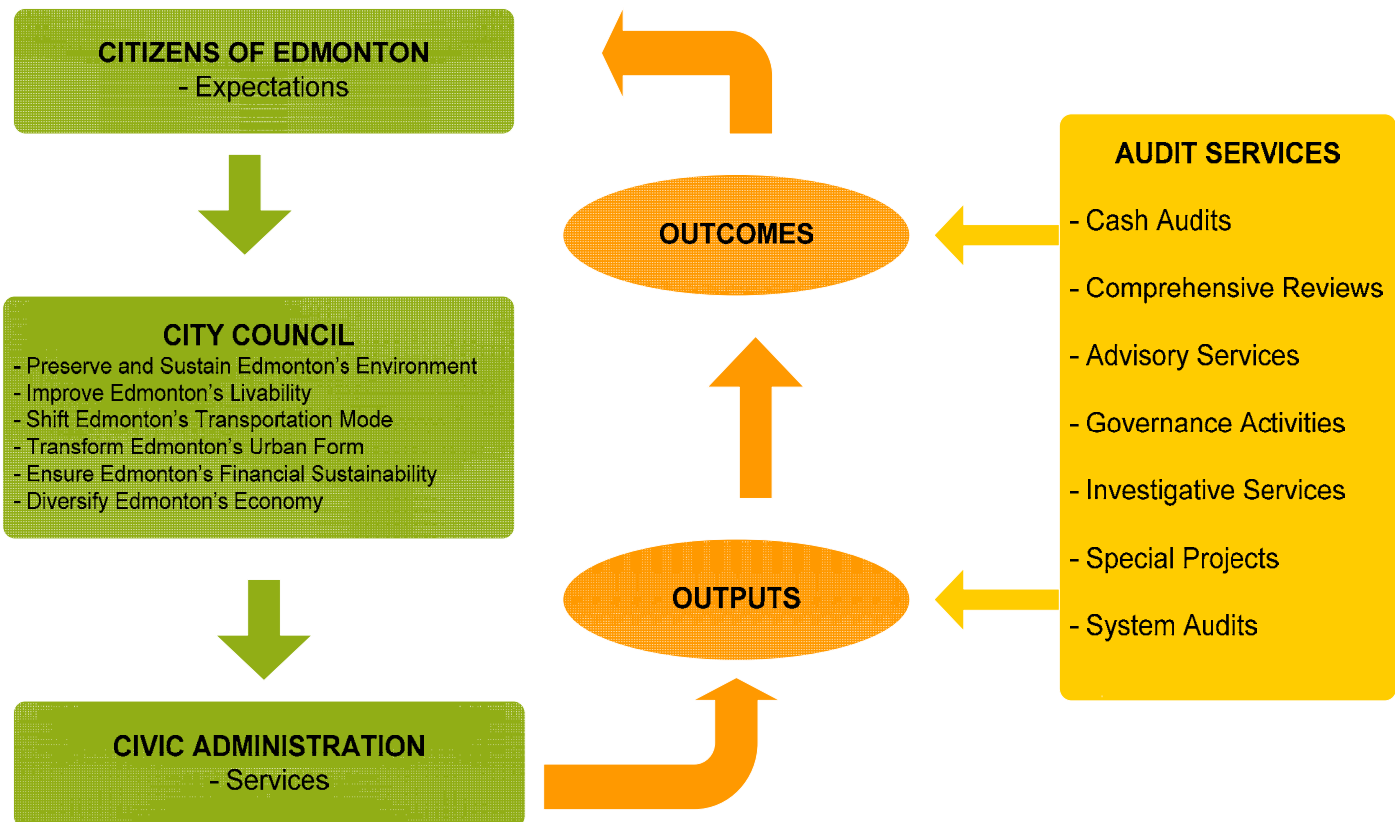 CITIZENS OF EDMONTON
- Expectations
CITY COUNCIL
- Preserve and Sustain Edmonton's Environment
- Improve Edmonton's Livability
- Shift Edmonton's Transportation Mode
- Transform Edmonton's Urban Form
- Ensure Edmonton's Financial Sustainability
- Diversify Edmonton's Economy
CIVIC ADMINISTRATION
- Services
OUTPUTS
OUTCOMES
AUDIT SERVICES
- Cash Audits
- Comprehensive Reviews
- Advisory Services
- Governance Activities
- Investigative Services
- Special Projects
- System Audits